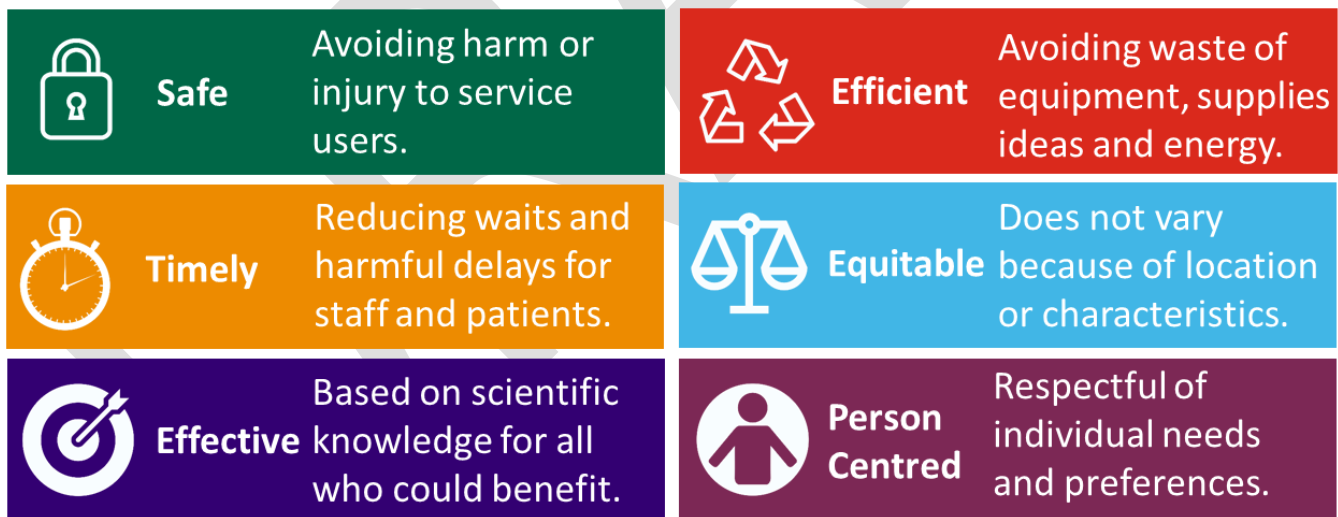 Safe
Avoiding harm or
injury to service
users.
Efficient
Avoiding waste of
equipment, supplies
ideas and energy.
Timely
Reducing waits and
harmful delays for
staff and patients.
Equitable
Does not vary
because of location
or characteristics.
Effective
Based on scientific
knowledge for all
who could benefit.
Person
Centred
Respectful of
individual needs
and preferences.